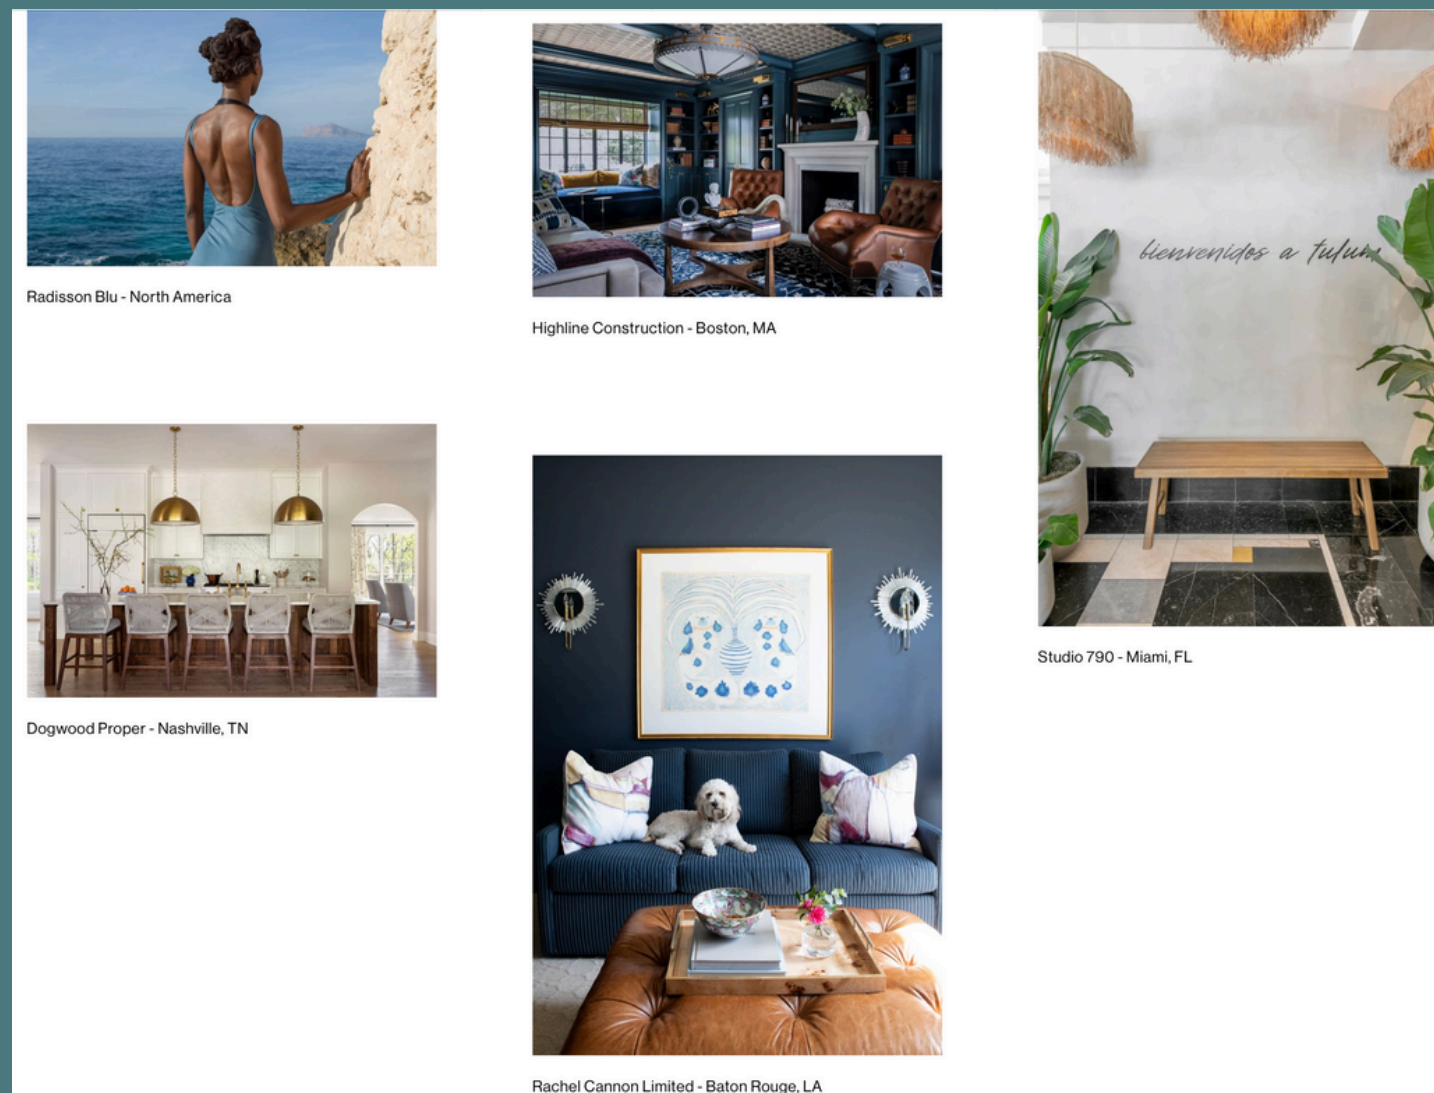 Radisson Blu - North America
Highline Construction - Boston, MA
bienvenidos a tulum
Studio 790 - Miami, FL
Dogwood Proper - Nashville, TN
Rachel Cannon Limited - Baton Rouge, LA